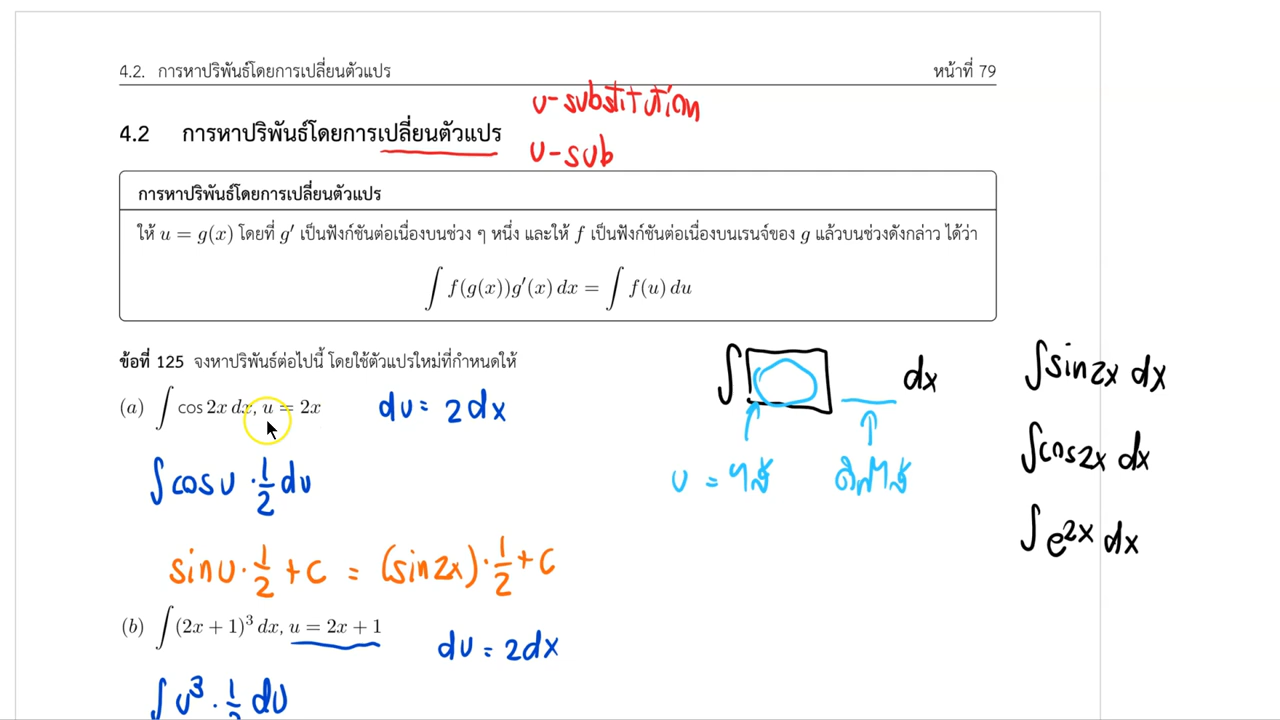 4.2. การหาปริพันธ์โดยการเปลี่ยนตัวแปร หน้าที่ 79
u-substitution
4.2 การหาปริพันธ์โดยการเปลี่ยนตัวแปร
u-sub
การหาปริพันธ์โดยการเปลี่ยนตัวแปร
ให้ u = g(x) โดยที่ g′ เป็นฟังก์ชันต่อเนื่องบนช่วง ๆ หนึ่ง และให้ f เป็นฟังก์ชันต่อเนื่องบนเรนจ์ของ g แล้วบนช่วงดังกล่าว ได้ว่า
∫ f(g(x))g′(x) dx = ∫ f(u) du
ข้อที่ 125 จงหาปริพันธ์ต่อไปนี้ โดยใช้ตัวแปรใหม่ที่กำหนดให้
(a) ∫ cos 2x dx, u = 2x du = 2dx
∫cosu · 1/2 du
sinu · 1/2 + c = (sin2x) · 1/2 + c
(b) ∫ (2x + 1)³ dx, u = 2x + 1 du = 2dx
∫u³ · 1/2 du
∫ dx
u = ไส้ ดิฟไส้
∫sin2x dx
∫cos2x dx
∫e^2x dx